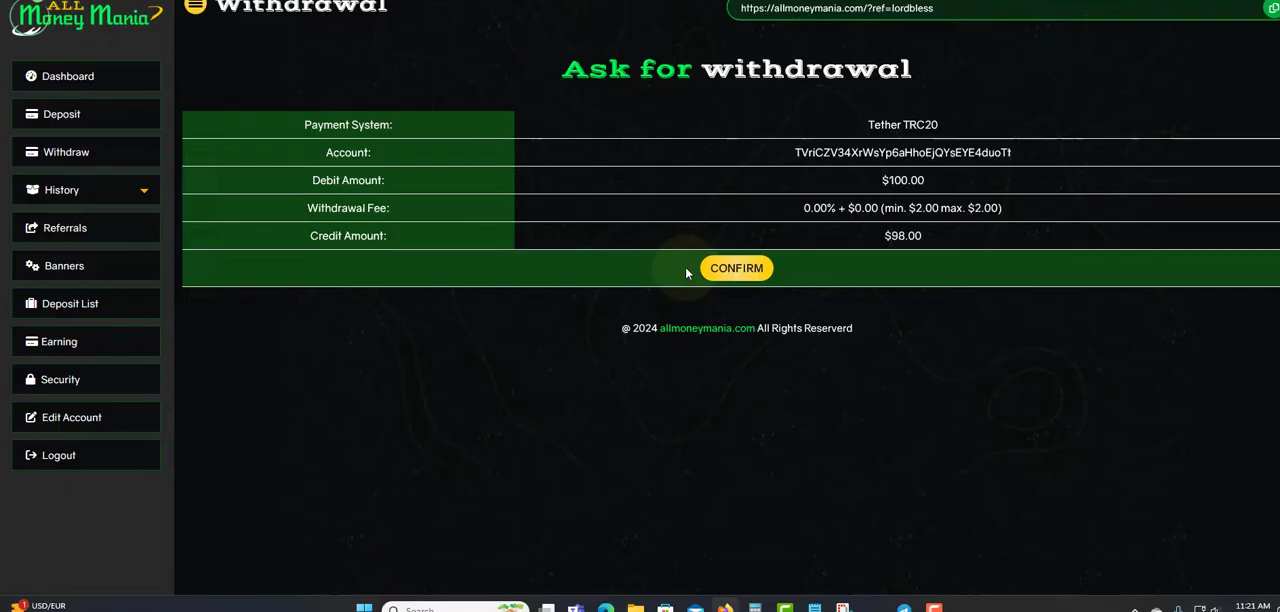 ALL
Money Mania
Withdrawal
https://allmoneymania.com/?ref=lordbless
Dashboard
Deposit
Withdraw
History
Referrals
Banners
Deposit List
Earning
Security
Edit Account
Logout
Ask for withdrawal
Payment System: Tether TRC20
Account: TVriCZV34XrWsYp6aHhoEjQYsEYE4duoTt
Debit Amount: $100.00
Withdrawal Fee: 0.00% + $0.00 (min. $2.00 max. $2.00)
Credit Amount: $98.00
CONFIRM
@ 2024 allmoneymania.com All Rights Reserverd
1 USD/EUR
Search
11:21 AM